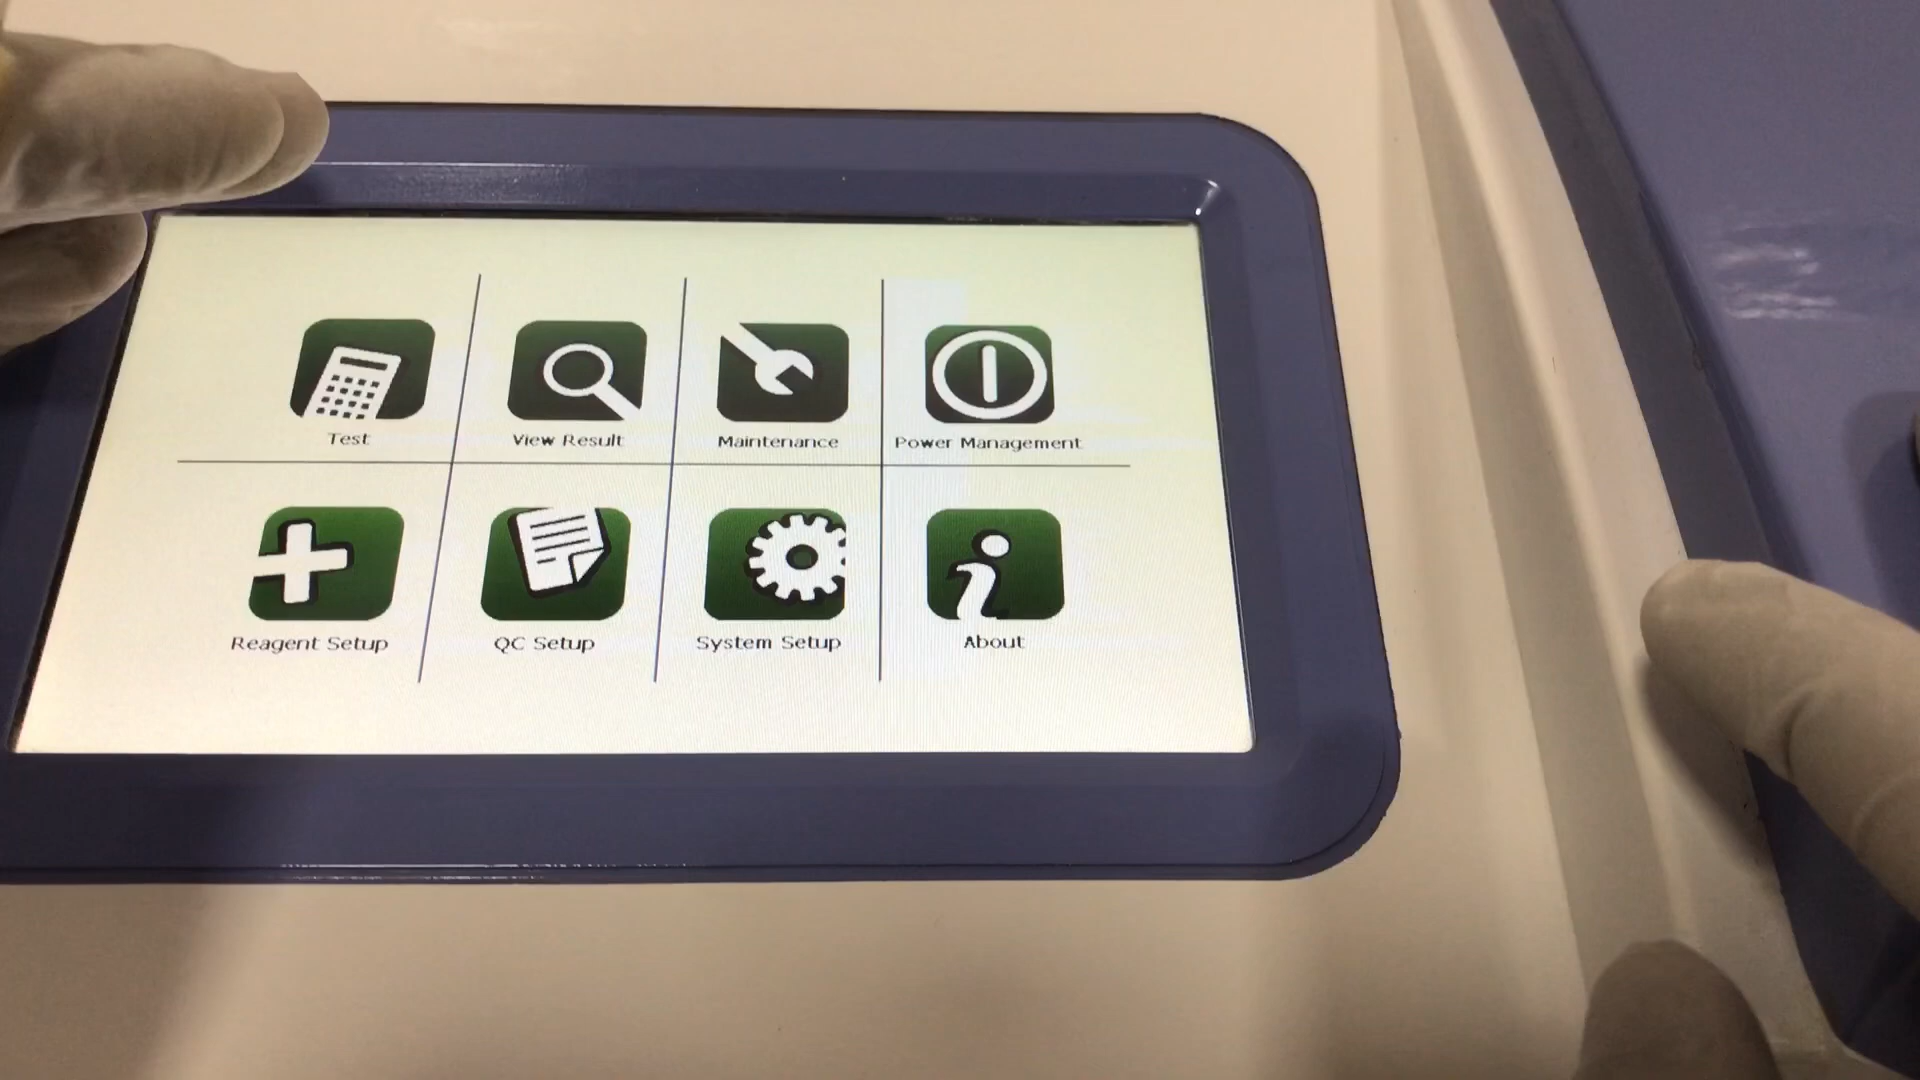 Test
View Result
Maintenance
Power Management
Reagent Setup
QC Setup
System Setup
About